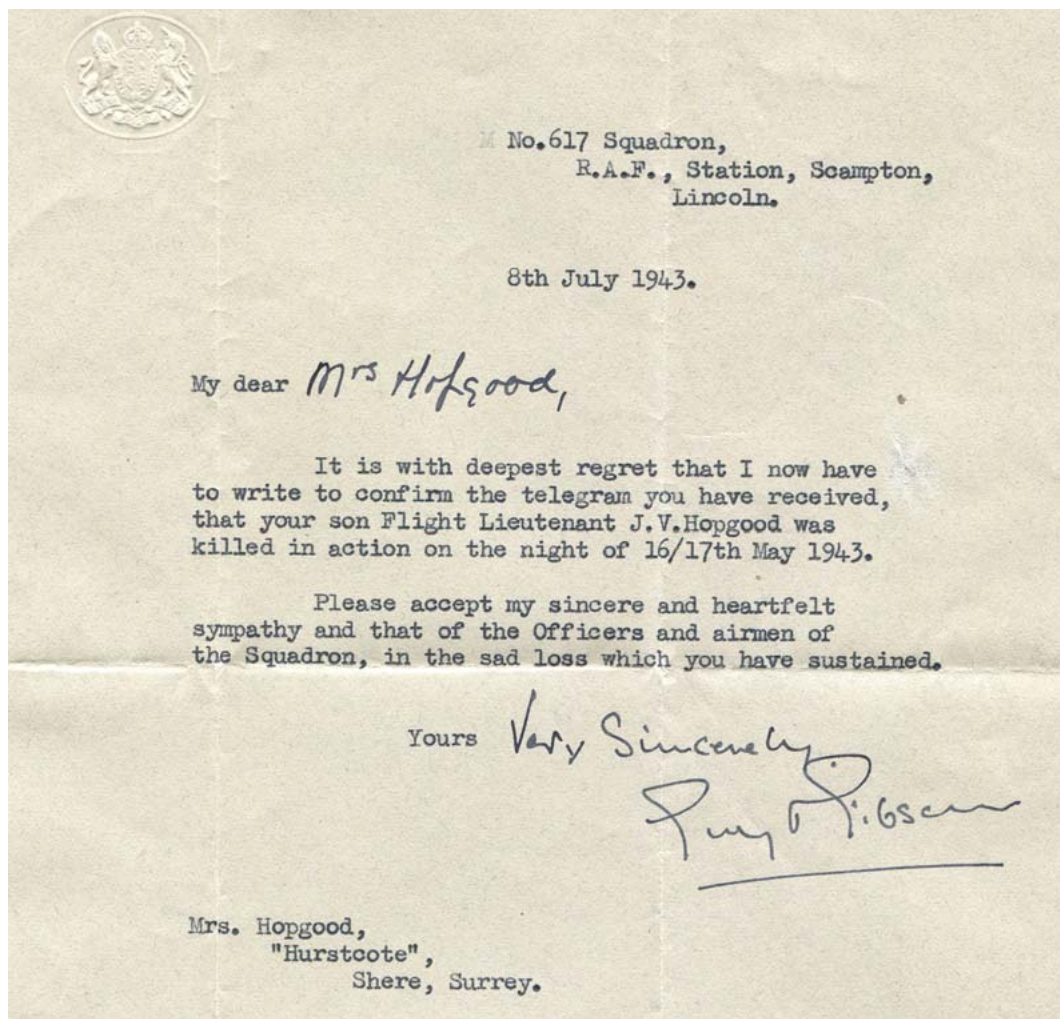 No.617 Squadron,
R.A.F., Station, Scampton,
Lincoln.
8th July 1943.
My dear Mrs Hopgood,
It is with deepest regret that I now have
to write to confirm the telegram you have received,
that your son Flight Lieutenant J.V.Hopgood was
killed in action on the night of 16/17th May 1943.
Please accept my sincere and heartfelt
sympathy and that of the Officers and airmen of
the Squadron, in the sad loss which you have sustained.
Yours Very Sincerely,
Guy Gibson
Mrs. Hopgood,
"Hurstcote",
Shere, Surrey.